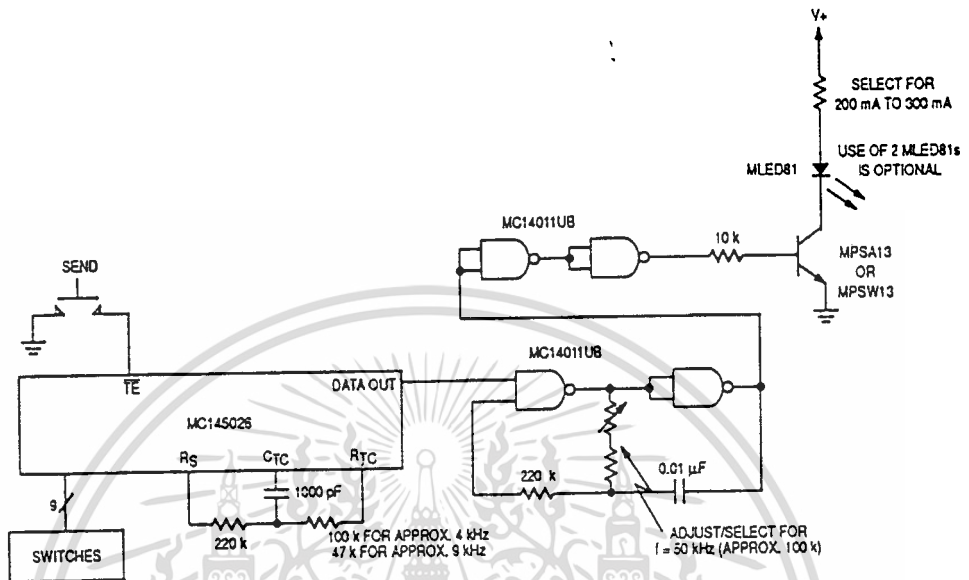 V+
SELECT FOR
200 mA TO 300 mA
MLED81
USE OF 2 MLED81s
IS OPTIONAL
MC14011UB
10 k
MPSA13
OR
MPSW13
SEND
MC14011UB
TE
DATA OUT
MC145026
RS
CTC
RTC
220 k
0.01 µF
1000 pF
9
220 k
100 k FOR APPROX. 4 kHz
47 k FOR APPROX. 9 kHz
ADJUST/SELECT FOR
f = 50 kHz (APPROX. 100 k)
SWITCHES